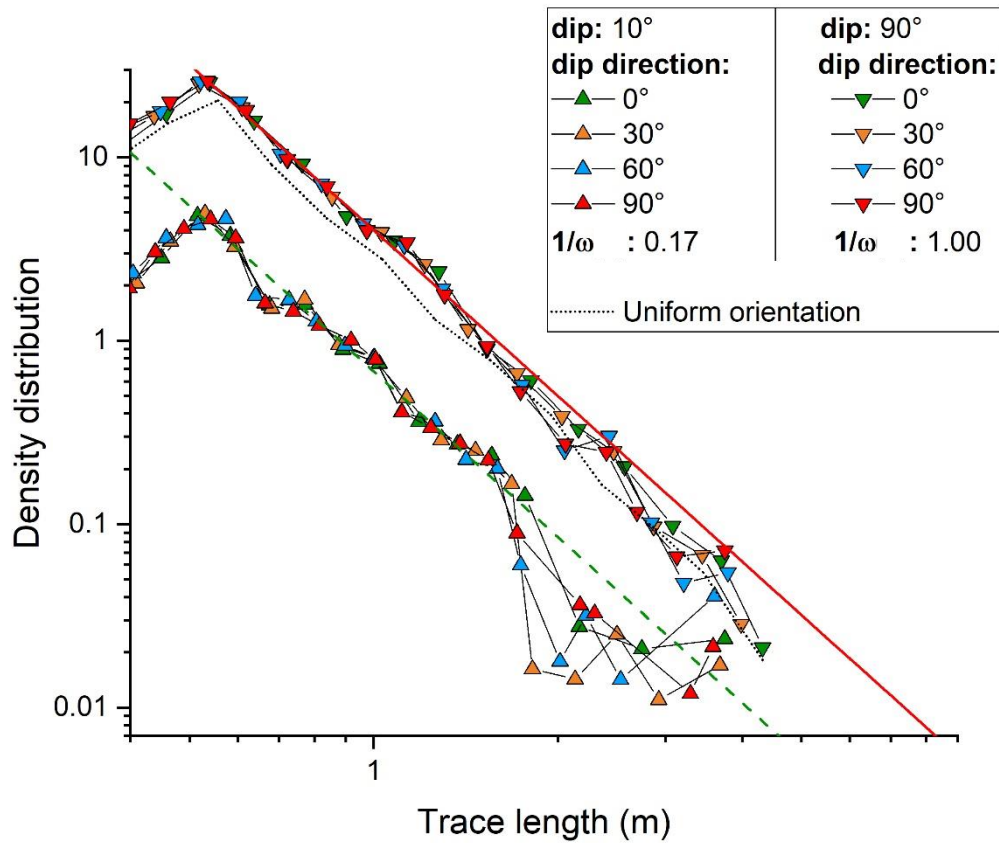 dip: 10° dip: 90°
dip direction: dip direction:
0° 0°
30° 30°
60° 60°
90° 90°
1/ω : 0.17 1/ω : 1.00
Uniform orientation
Density distribution
10
1
0.1
0.01
1
Trace length (m)